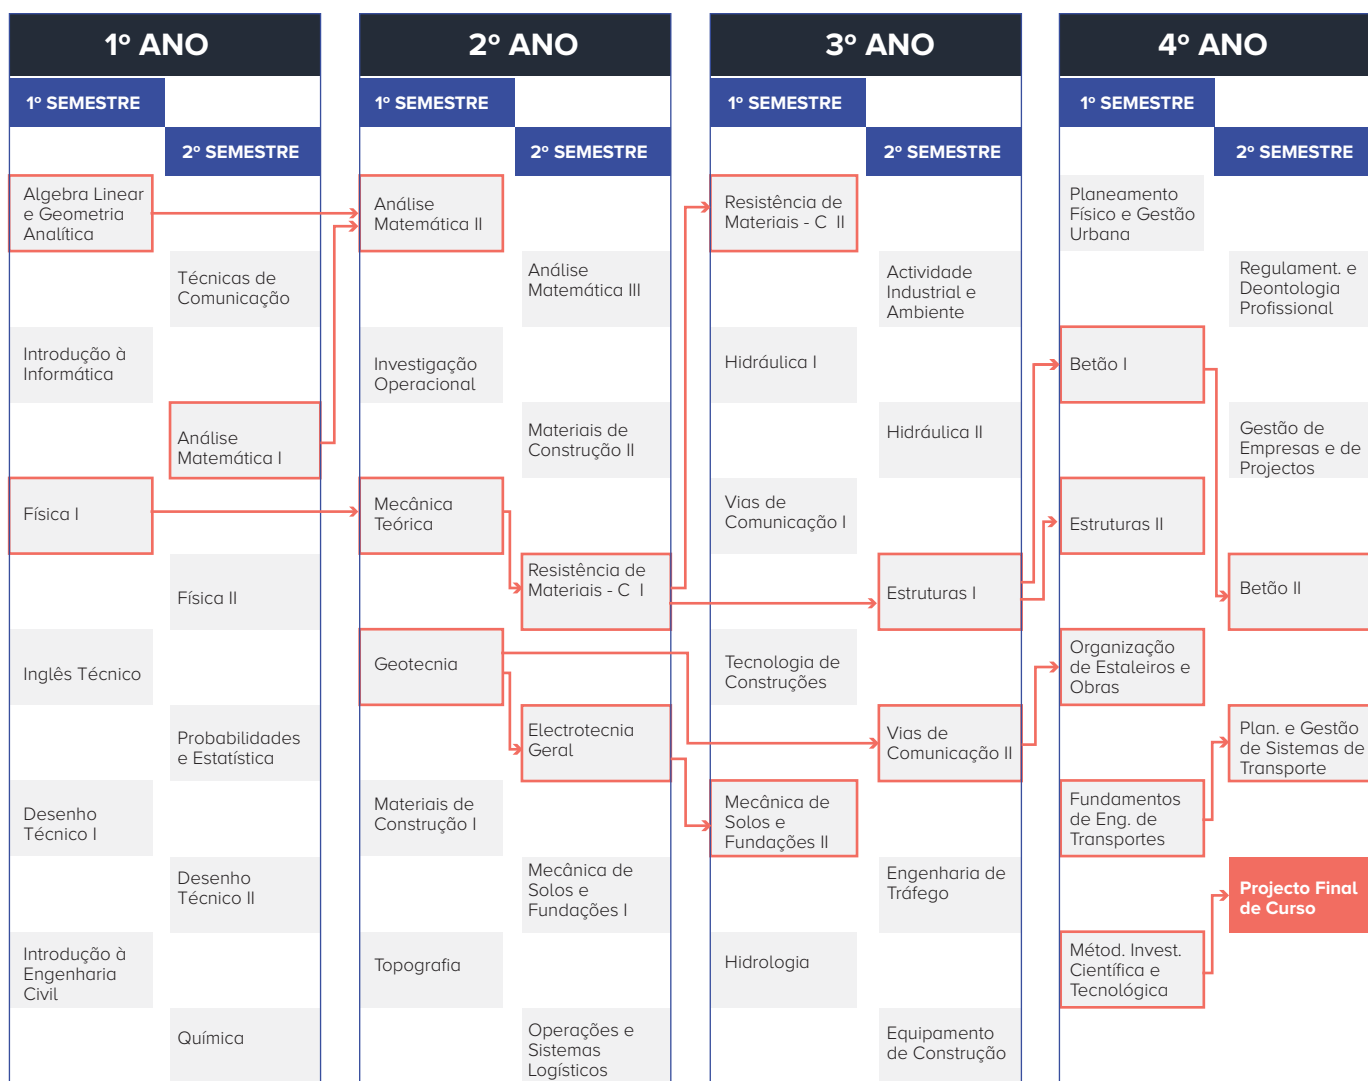 1º ANO
1º SEMESTRE
2º SEMESTRE
Algebra Linear
e Geometria
Analítica
Técnicas de
Comunicação
Introdução à
Informática
Análise
Matemática I
Física I
Física II
Inglês Técnico
Probabilidades
e Estatística
Desenho
Técnico I
Desenho
Técnico II
Introdução à
Engenharia
Civil
Química
2º ANO
1º SEMESTRE
2º SEMESTRE
Análise
Matemática II
Análise
Matemática III
Investigação
Operacional
Materiais de
Construção II
Mecânica
Teórica
Resistência de
Materiais - C I
Geotecnia
Electrotecnia
Geral
Materiais de
Construção I
Mecânica de
Solos e
Fundações I
Topografia
Operações e
Sistemas
Logísticos
3º ANO
1º SEMESTRE
2º SEMESTRE
Resistência de
Materiais - C II
Actividade
Industrial e
Ambiente
Hidráulica I
Hidráulica II
Vias de
Comunicação I
Estruturas I
Tecnologia de
Construções
Vias de
Comunicação II
Mecânica de
Solos e
Fundações II
Engenharia de
Tráfego
Hidrologia
Equipamento
de Construção
4º ANO
1º SEMESTRE
2º SEMESTRE
Planeamento
Físico e Gestão
Urbana
Regulament. e
Deontologia
Profissional
Betão I
Gestão de
Empresas e de
Projectos
Estruturas II
Betão II
Organização
de Estaleiros e
Obras
Plan. e Gestão
de Sistemas de
Transporte
Fundamentos
de Eng. de
Transportes
Projecto Final
de Curso
Métod. Invest.
Científica e
Tecnológica